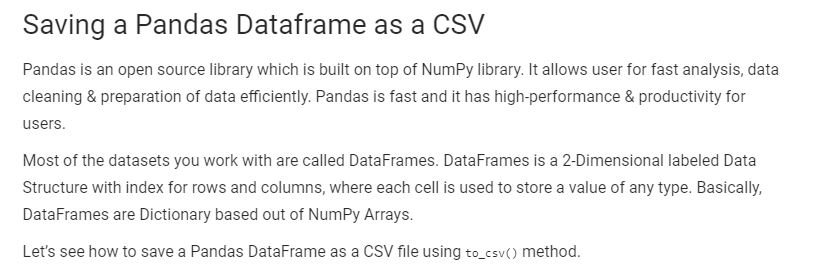 Saving a Pandas Dataframe as a CSV
Pandas is an open source library which is built on top of NumPy library. It allows user for fast analysis, data
cleaning & preparation of data efficiently. Pandas is fast and it has high-performance & productivity for
users.
Most of the datasets you work with are called DataFrames. DataFrames is a 2-Dimensional labeled Data
Structure with index for rows and columns, where each cell is used to store a value of any type. Basically,
DataFrames are Dictionary based out of NumPy Arrays.
Let's see how to save a Pandas DataFrame as a CSV file using to_csv() method.